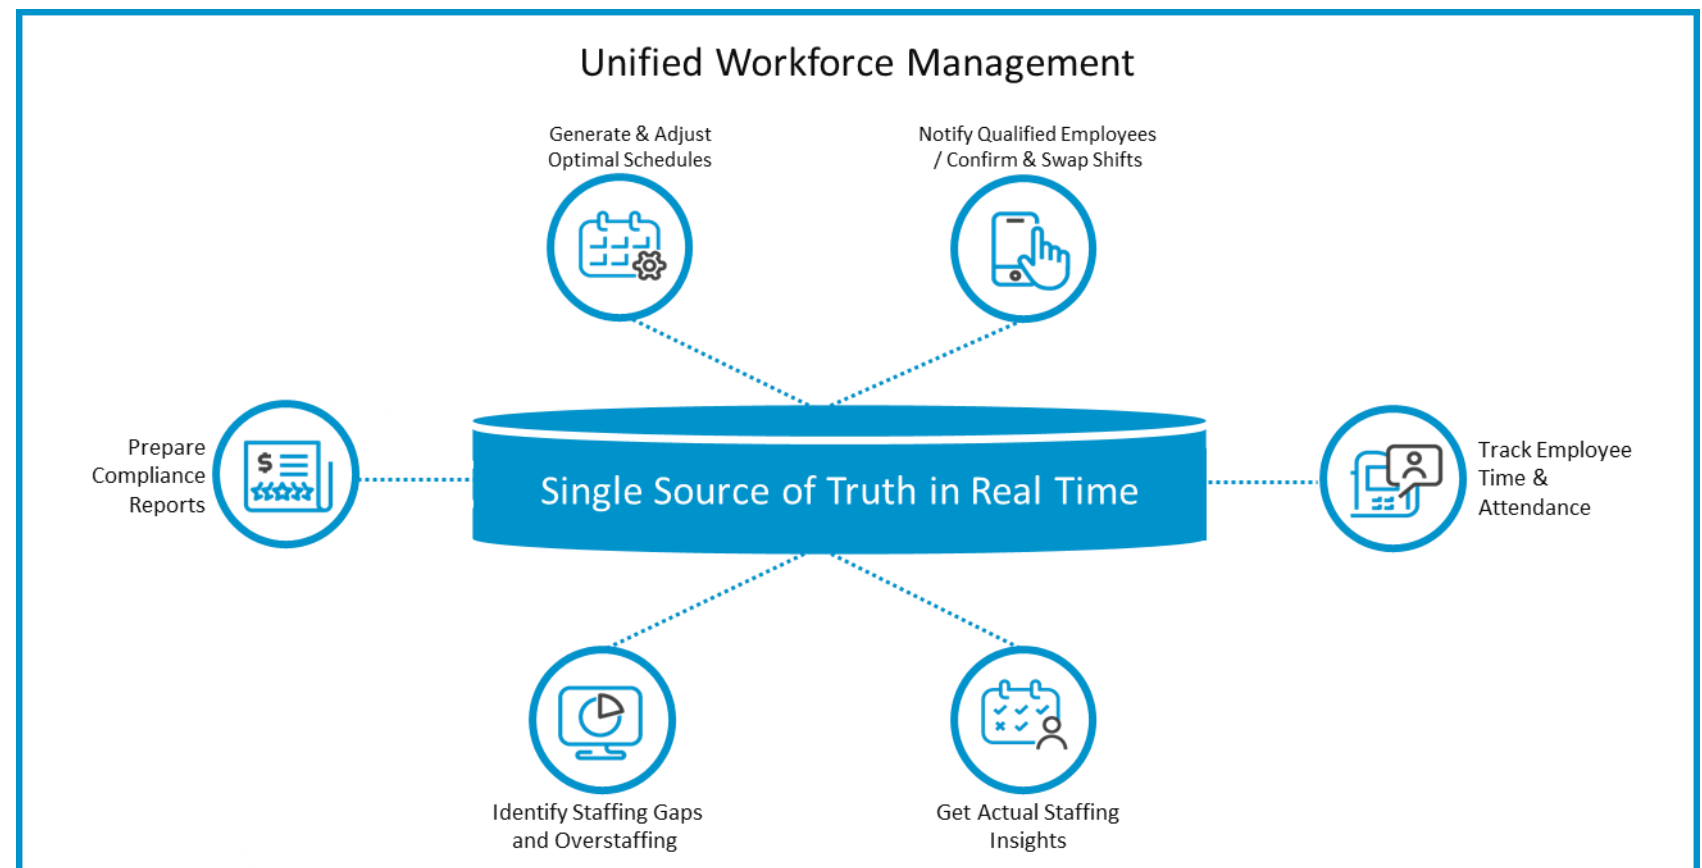 Unified Workforce Management
Generate & Adjust
Optimal Schedules
Notify Qualified Employees
/ Confirm & Swap Shifts
Prepare
Compliance
Reports
$
Single Source of Truth in Real Time
Track Employee
Time &
Attendance
Identify Staffing Gaps
and Overstaffing
Get Actual Staffing
Insights